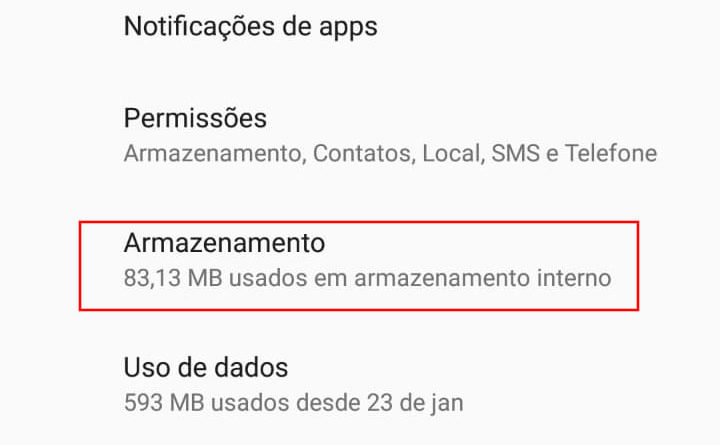 Notificações de apps
Permissões
Armazenamento, Contatos, Local, SMS e Telefone
Armazenamento
83,13 MB usados em armazenamento interno
Uso de dados
593 MB usados desde 23 de jan